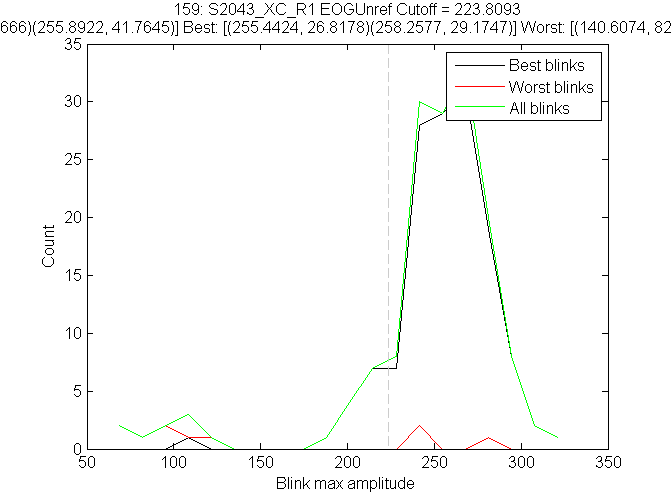 159: S2043_XC_R1 EOGUnref Cutoff = 223.8093
666)(255.8922, 41.7645)] Best: [(255.4424, 26.8178)(258.2577, 29.1747)] Worst: [(140.6074, 82
35
30
25
20
15
10
5
0
Count
Best blinks
Worst blinks
All blinks
50
100
150
200
250
300
350
Blink max amplitude